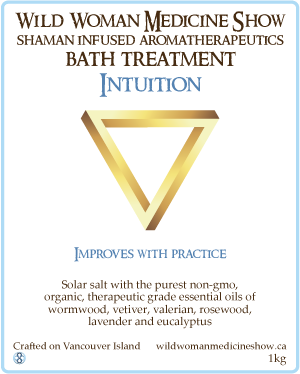 Wild Woman Medicine Show
shaman infused aromatherapeutics
bath treatment
Intuition
Improves with practice
Solar salt with the purest non-gmo,
organic, therapeutic grade essential oils of
wormwood, vetiver, valerian, rosewood,
lavender and eucalyptus
Crafted on Vancouver Island wildwomanmedicineshow.ca
1kg